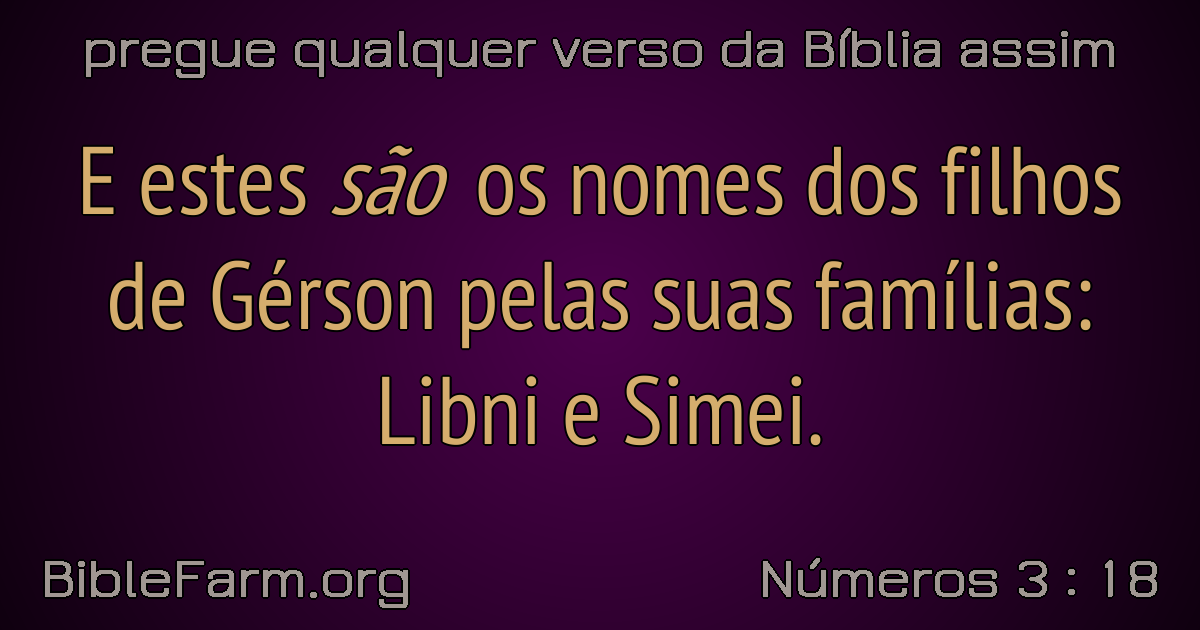 pregue qualquer verso da Bíblia assim
E estes são os nomes dos filhos
de Gérson pelas suas famílias:
Libni e Simei.
BibleFarm.org
Números 3 : 18